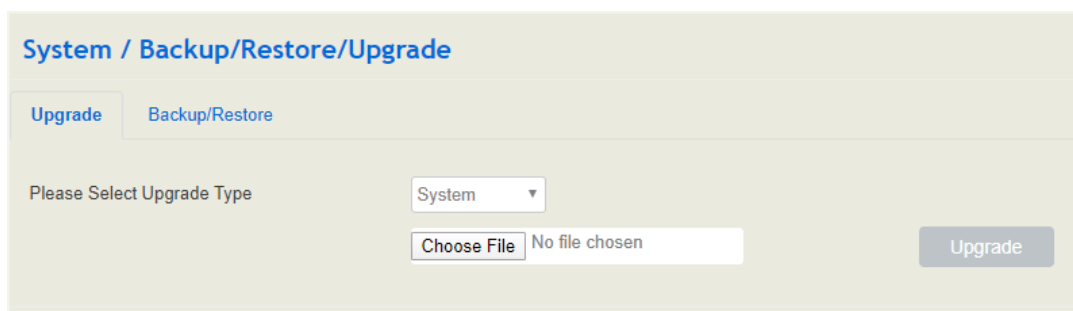 System / Backup/Restore/Upgrade
Upgrade Backup/Restore
Please Select Upgrade Type System
Choose File No file chosen Upgrade